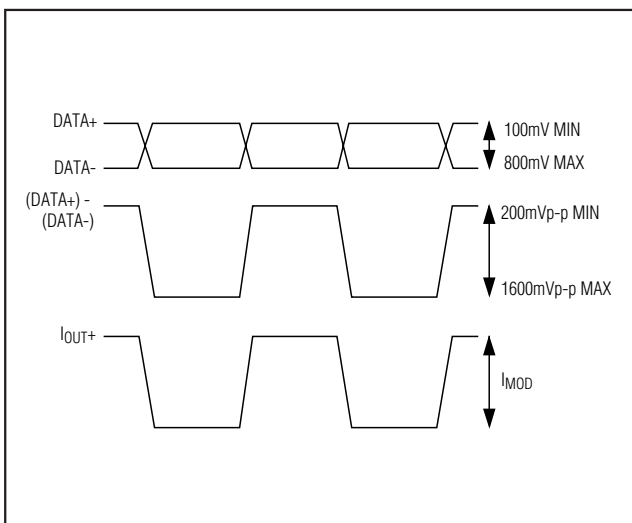 DATA+
100mV MIN
DATA-
800mV MAX
(DATA+) -
(DATA-)
200mVp-p MIN
1600mVp-p MAX
IOUT+
IMOD